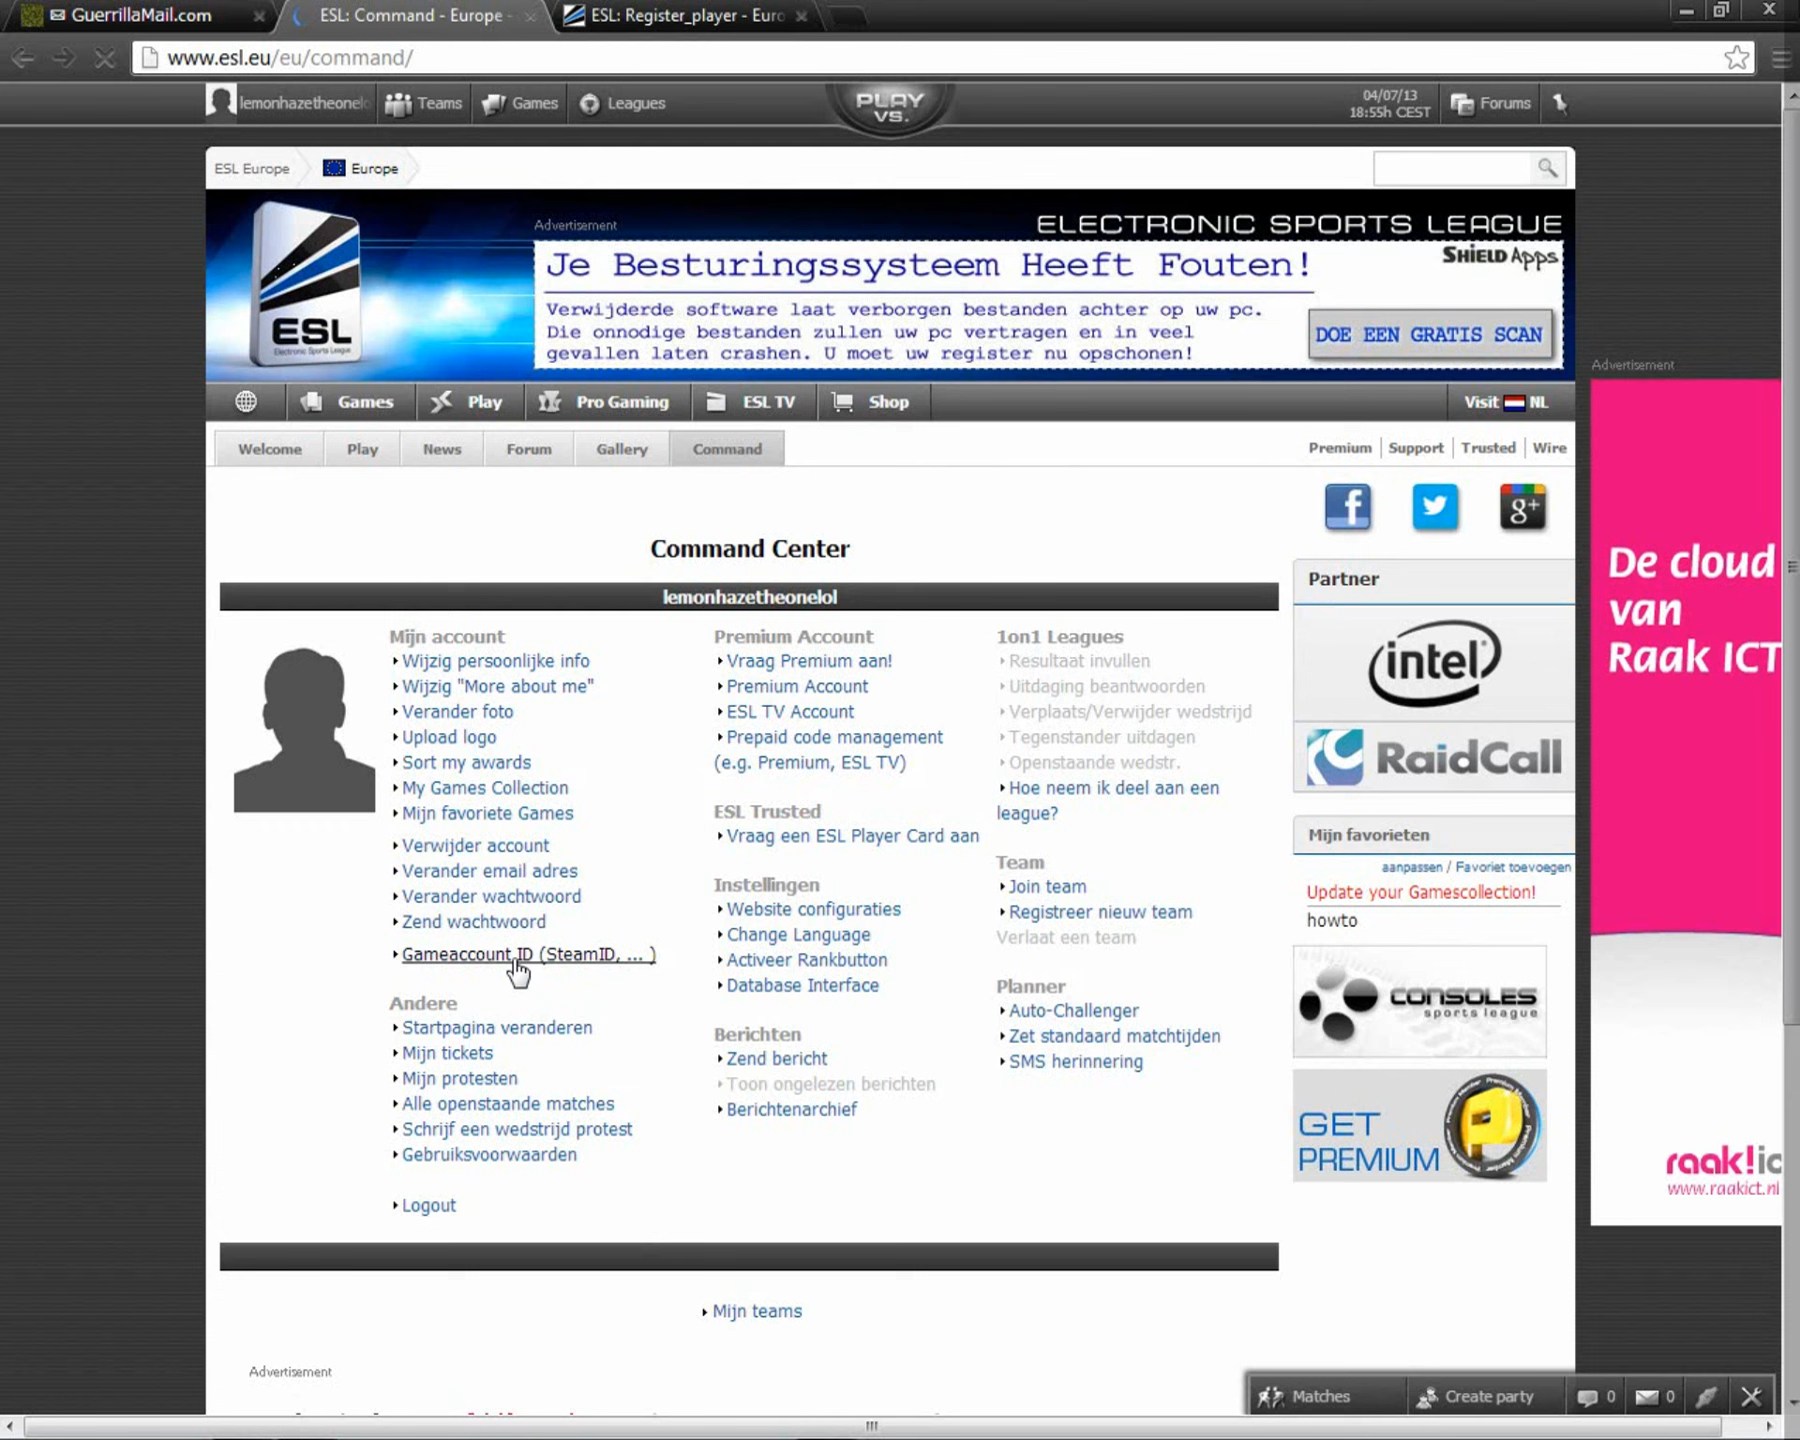 GuerrillaMail.com
ESL: Command - Europe -
ESL: Register_player - Euro
www.esl.eu/eu/command/
lemonhazetheonel
Teams
Games
Leagues
PLAY
VS.
04/07/13
18:55h CEST
Forums
ESL Europe
Europe
ESL
Electronic Sports League
Advertisement
ELECTRONIC SPORTS LEAGUE
Je Besturingssysteem Heeft Fouten!
SHIELD Apps
Verwijderde software laat verborgen bestanden achter op uw pc.
Die onnodige bestanden zullen uw pc vertragen en in veel
gevallen laten crashen. U moet uw register nu opschonen!
DOE EEN GRATIS SCAN
Games
Play
Pro Gaming
ESL TV
Shop
Visit NL
Welcome
Play
News
Forum
Gallery
Command
Premium
Support
Trusted
Wire
Command Center
lemonhazetheonelol
Mijn account
Wijzig persoonlijke info
Wijzig "More about me"
Verander foto
Upload logo
Sort my awards
My Games Collection
Mijn favoriete Games
Verwijder account
Verander email adres
Verander wachtwoord
Zend wachtwoord
Gameaccount ID (SteamID, ... )
Andere
Startpagina veranderen
Mijn tickets
Mijn protesten
Alle openstaande matches
Schrijf een wedstrijd protest
Gebruiksvoorwaarden
Logout
Premium Account
Vraag Premium aan!
Premium Account
ESL TV Account
Prepaid code management
(e.g. Premium, ESL TV)
ESL Trusted
Vraag een ESL Player Card aan
Instellingen
Website configuraties
Change Language
Activeer Rankbutton
Database Interface
Berichten
Zend bericht
Toon ongelezen berichten
Berichtenarchief
1on1 Leagues
Resultaat invullen
Uitdaging beantwoorden
Verplaats/Verwijder wedstrijd
Tegenstander uitdagen
Openstaande wedstr.
Hoe neem ik deel aan een
league?
Team
Join team
Registreer nieuw team
Verlaat een team
Planner
Auto-Challenger
Zet standaard matchtijden
SMS herinnering
Mijn teams
Advertisement
f
g+
Partner
intel
RaidCall
Mijn favorieten
aanpassen / Favoriet toevoegen
Update your Gamescollection!
howto
CONSOLES
sports league
GET
PREMIUM
P
Advertisement
De cloud
van
Raak ICT
raak!ic
www.raakict.nl
Matches
Create party
0
0